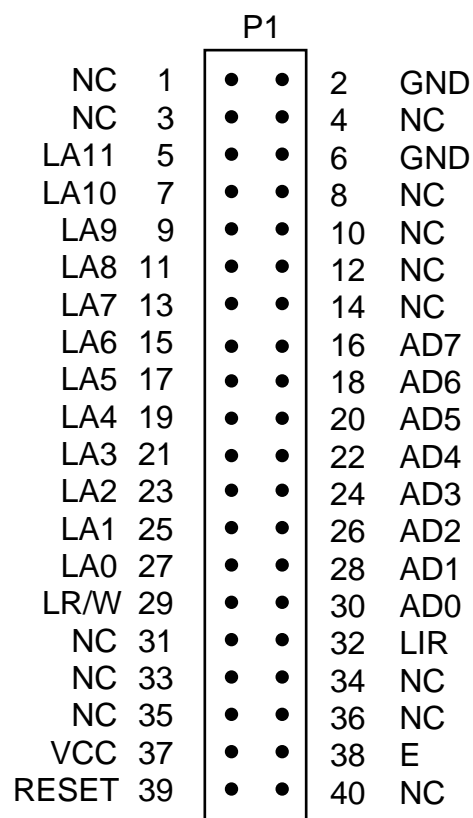 P1
NC 1 2 GND
NC 3 4 NC
LA11 5 6 GND
LA10 7 8 NC
LA9 9 10 NC
LA8 11 12 NC
LA7 13 14 NC
LA6 15 16 AD7
LA5 17 18 AD6
LA4 19 20 AD5
LA3 21 22 AD4
LA2 23 24 AD3
LA1 25 26 AD2
LA0 27 28 AD1
LR/W 29 30 AD0
NC 31 32 LIR
NC 33 34 NC
NC 35 36 NC
VCC 37 38 E
RESET 39 40 NC